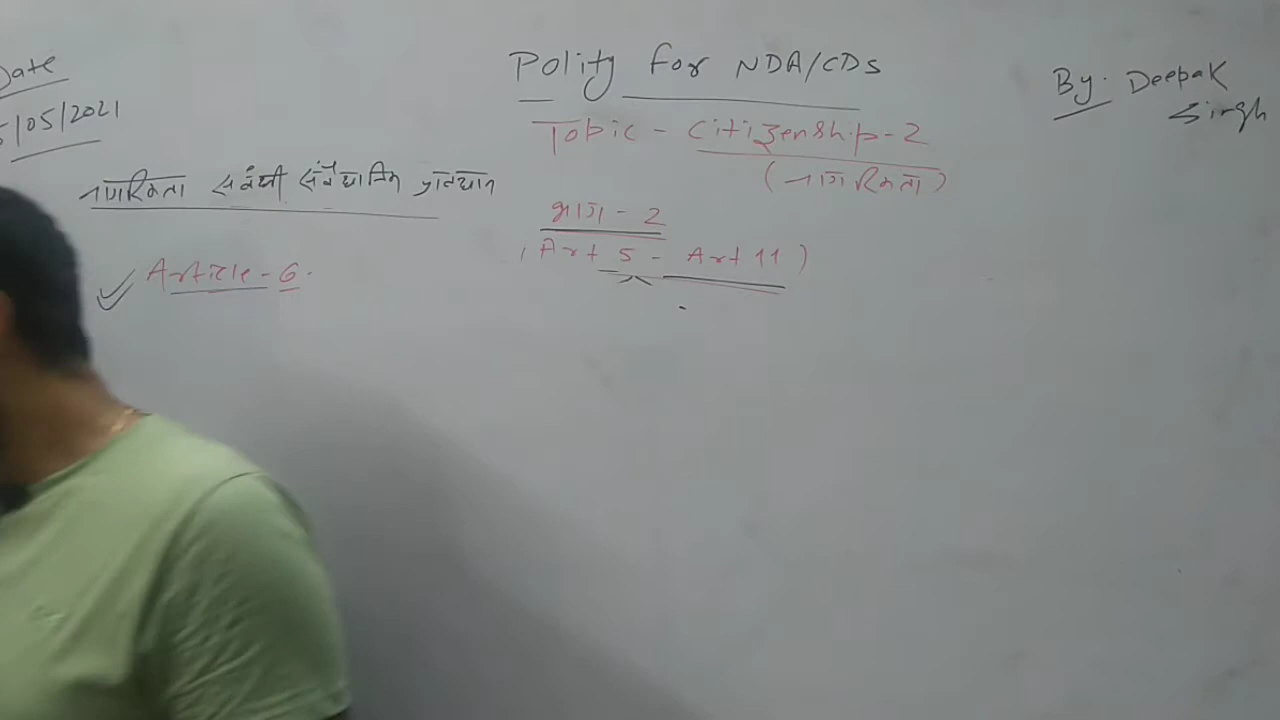 Date
5/05/2021
Polity for NDA/CDS
By: Deepak
Singh
Topic - Citizenship-2
(नागरिकता)
नागरिकता संबंधी संवैधानिक प्रावधान
भाग - 2
(Art 5 - Art 11)
Article - 6.